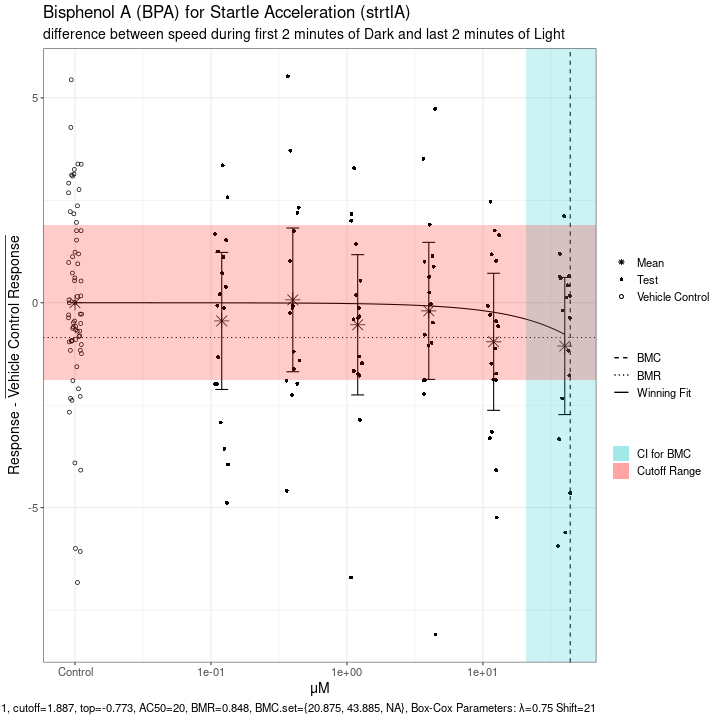 Bisphenol A (BPA) for Startle Acceleration (strtlA)
difference between speed during first 2 minutes of Dark and last 2 minutes of Light
Response - Vehicle Control Response
5
0
-5
Control
1e-01
1e+00
1e+01
μM
Mean
Test
Vehicle Control
BMC
BMR
Winning Fit
CI for BMC
Cutoff Range
1, cutoff=1.887, top=-0.773, AC50=20, BMR=0.848, BMC.set={20.875, 43.885, NA}, Box-Cox Parameters: λ=0.75 Shift=21